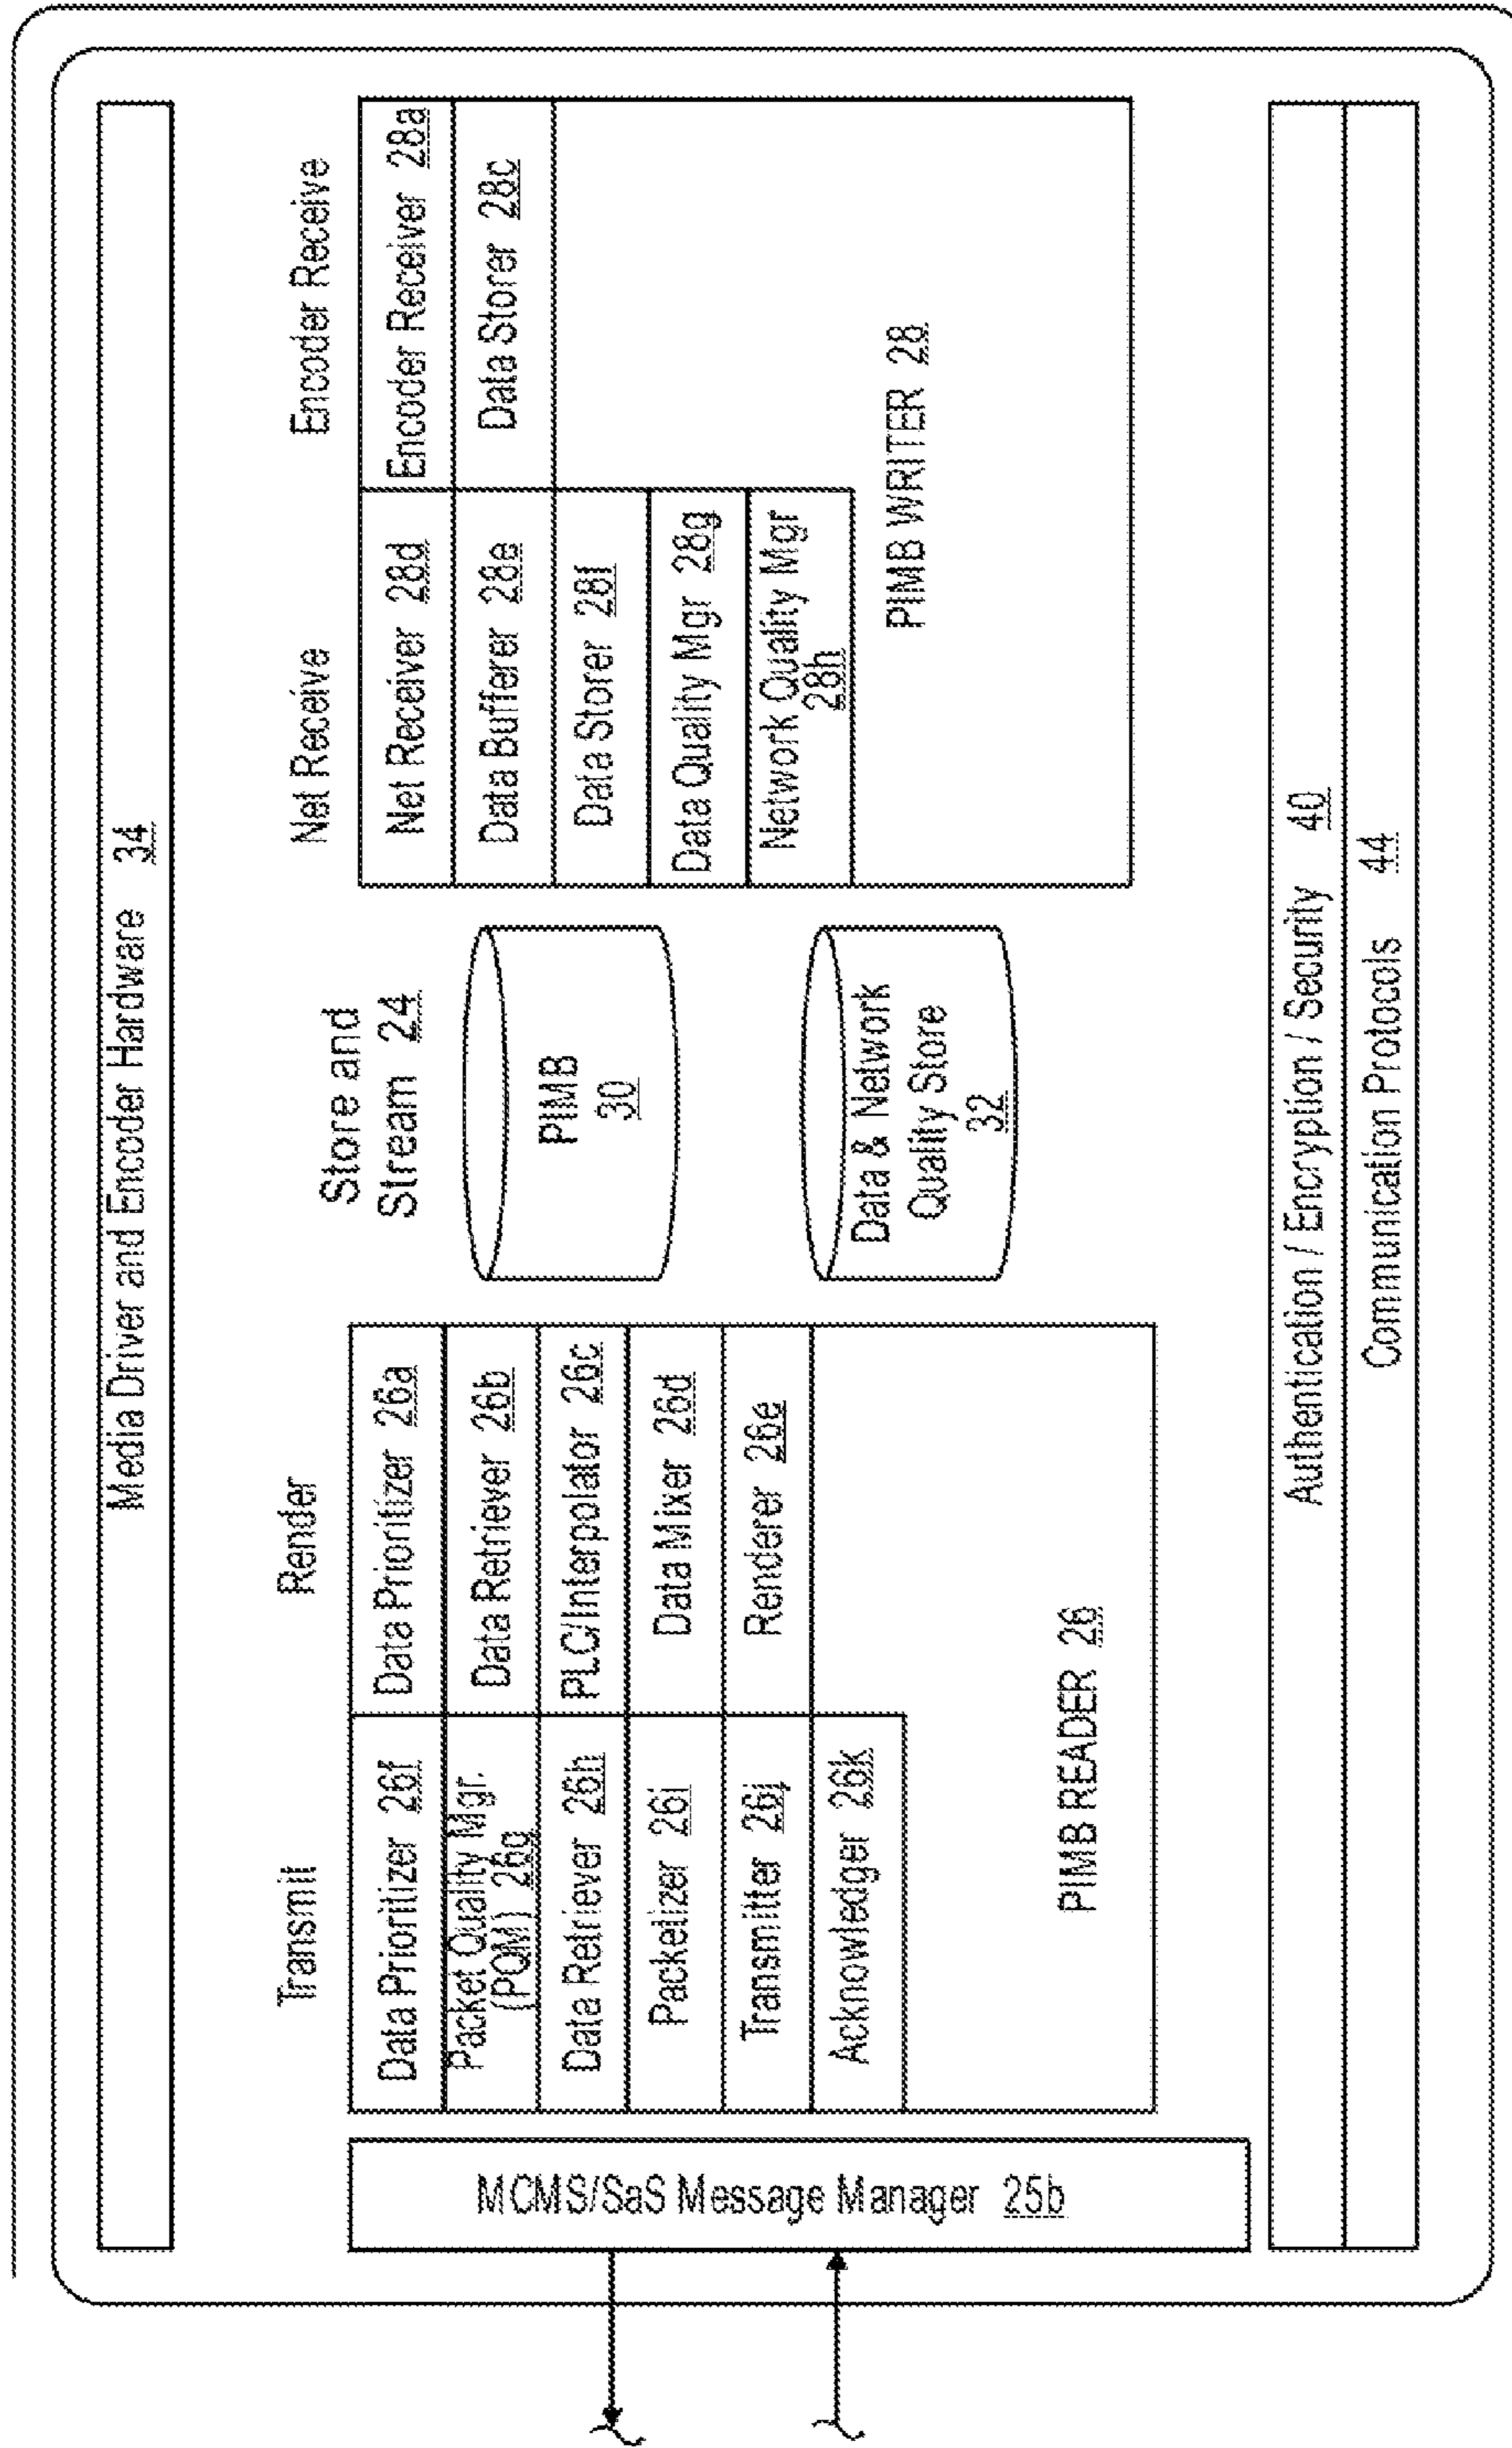 Media Driver and Encoder Hardware 34
Transmit
Render
Store and
Stream 24
Net Receive
Encoder Receive
MCMS/SaS Message Manager 25b
Data Prioritizer 26f
Packet Quality Mgr.
(PQM) 26g
Data Retriever 26h
Packetizer 26i
Transmitter 26j
Acknowledger 26k
Data Prioritizer 26a
Data Retriever 26b
PLC/Interpolator 26c
Data Mixer 26d
Renderer 26e
PIMB READER 26
PIMB
30
Data & Network
Quality Store
32
Net Receiver 28d
Data Bufferer 28e
Data Storer 28f
Data Quality Mgr 28g
Network Quality Mgr
28h
Encoder Receiver 28a
Data Storer 28c
PIMB WRITER 28
Authentication / Encryption / Security 40
Communication Protocols 44